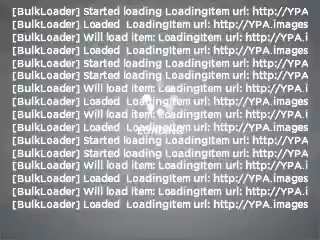 [BulkLoader] Started loading LoadingItem url: http://YPA
[BulkLoader] Loaded LoadingItem url: http://YPA.images
[BulkLoader] Will load item: LoadingItem url: http://YPA.i
[BulkLoader] Loaded LoadingItem url: http://YPA.images
[BulkLoader] Started loading LoadingItem url: http://YPA
[BulkLoader] Started loading LoadingItem url: http://YPA
[BulkLoader] Will load item: LoadingItem url: http://YPA.i
[BulkLoader] Loaded LoadingItem url: http://YPA.images
[BulkLoader] Will load item: LoadingItem url: http://YPA.i
[BulkLoader] Loaded LoadingItem url: http://YPA.images
LOADING
[BulkLoader] Started loading LoadingItem url: http://YPA
[BulkLoader] Started loading LoadingItem url: http://YPA
[BulkLoader] Will load item: LoadingItem url: http://YPA.i
[BulkLoader] Loaded LoadingItem url: http://YPA.images
[BulkLoader] Will load item: LoadingItem url: http://YPA.i
[BulkLoader] Loaded LoadingItem url: http://YPA.images